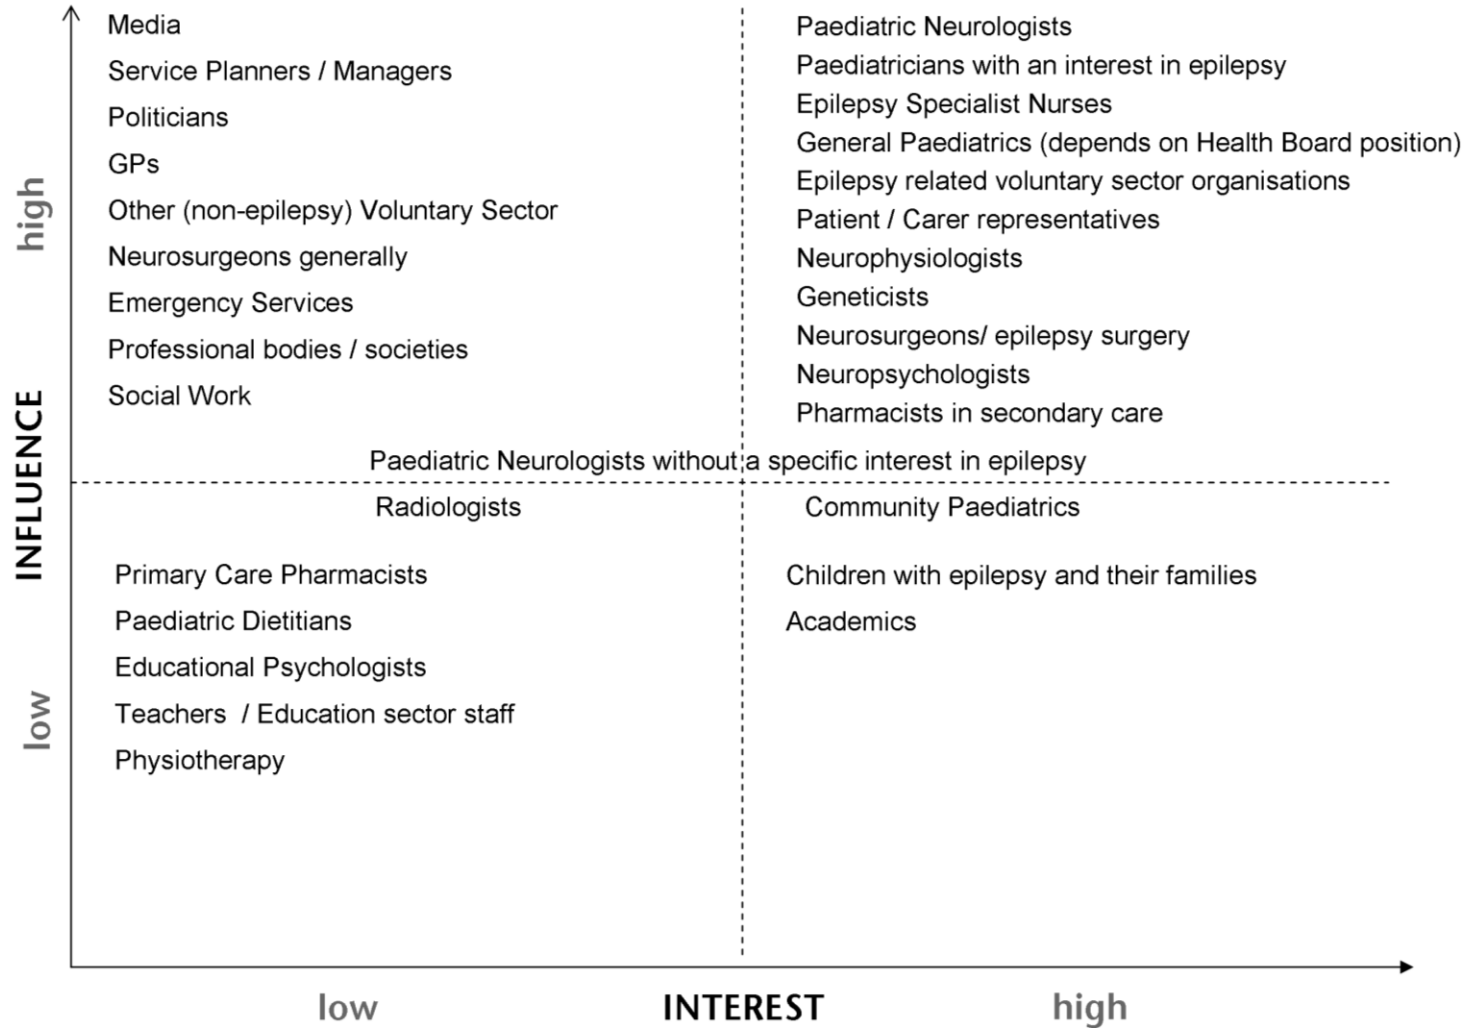 Media
Service Planners / Managers
Politicians
GPs
Other (non-epilepsy) Voluntary Sector
Neurosurgeons generally
Emergency Services
Professional bodies / societies
Social Work
Paediatric Neurologists
Paediatricians with an interest in epilepsy
Epilepsy Specialist Nurses
General Paediatrics (depends on Health Board position)
Epilepsy related voluntary sector organisations
Patient / Carer representatives
Neurophysiologists
Geneticists
Neurosurgeons/ epilepsy surgery
Neuropsychologists
Pharmacists in secondary care
Paediatric Neurologists without a specific interest in epilepsy
Radiologists
Primary Care Pharmacists
Paediatric Dietitians
Educational Psychologists
Teachers / Education sector staff
Physiotherapy
Community Paediatrics
Children with epilepsy and their families
Academics
high
INFLUENCE
low
low
INTEREST
high